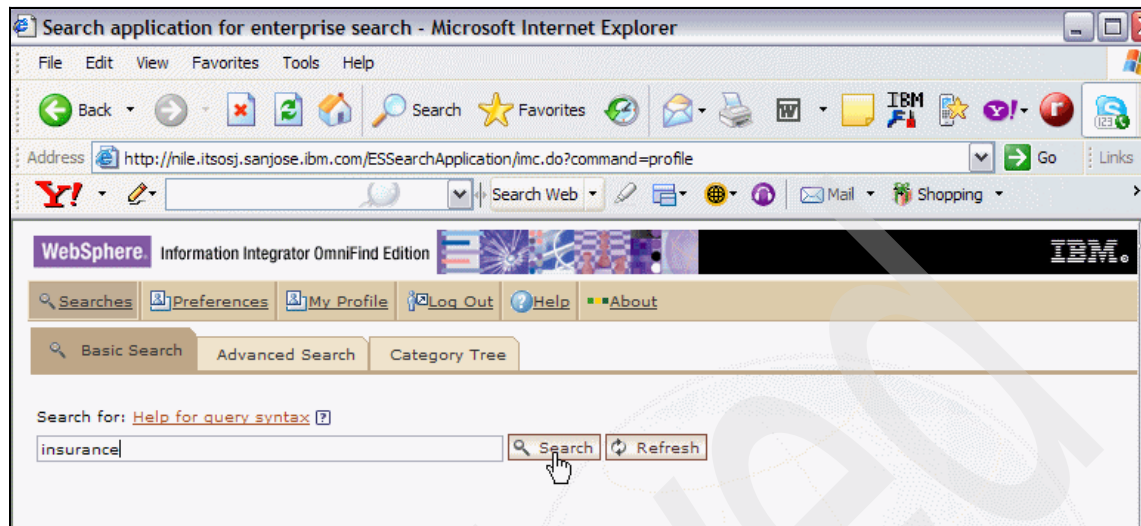 Search application for enterprise search - Microsoft Internet Explorer
File Edit View Favorites Tools Help
Back Search Favorites W IBM Y! 123
Address http://nile.itsosj.sanjose.ibm.com/ESSearchApplication/imc.do?command=profile Go Links
Y! Search Web Mail Shopping
WebSphere. Information Integrator OmniFind Edition IBM.
Searches Preferences My Profile Log Out Help About
Basic Search Advanced Search Category Tree
Search for: Help for query syntax ?
insurance Search Refresh